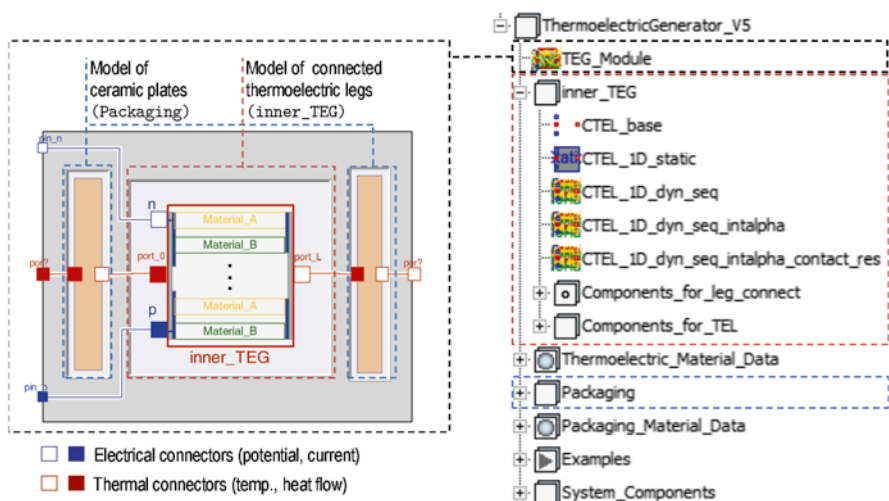 Model of
ceramic plates
(Packaging)
Model of connected
thermoelectric legs
(inner_TEG)
pin_n
n
Material_A
Material_B
por?
port_0
port_L
por?
Material_A
p
Material_B
inner_TEG
Electrical connectors (potential, current)
Thermal connectors (temp., heat flow)
ThermoelectricGenerator_V5
TEG_Module
inner_TEG
CTEL_base
CTEL_1D_static
CTEL_1D_dyn_seq
CTEL_1D_dyn_seq_intalpha
CTEL_1D_dyn_seq_intalpha_contact_res
Components_for_leg_connect
Components_for_TEL
Thermoelectric_Material_Data
Packaging
Packaging_Material_Data
Examples
System_Components